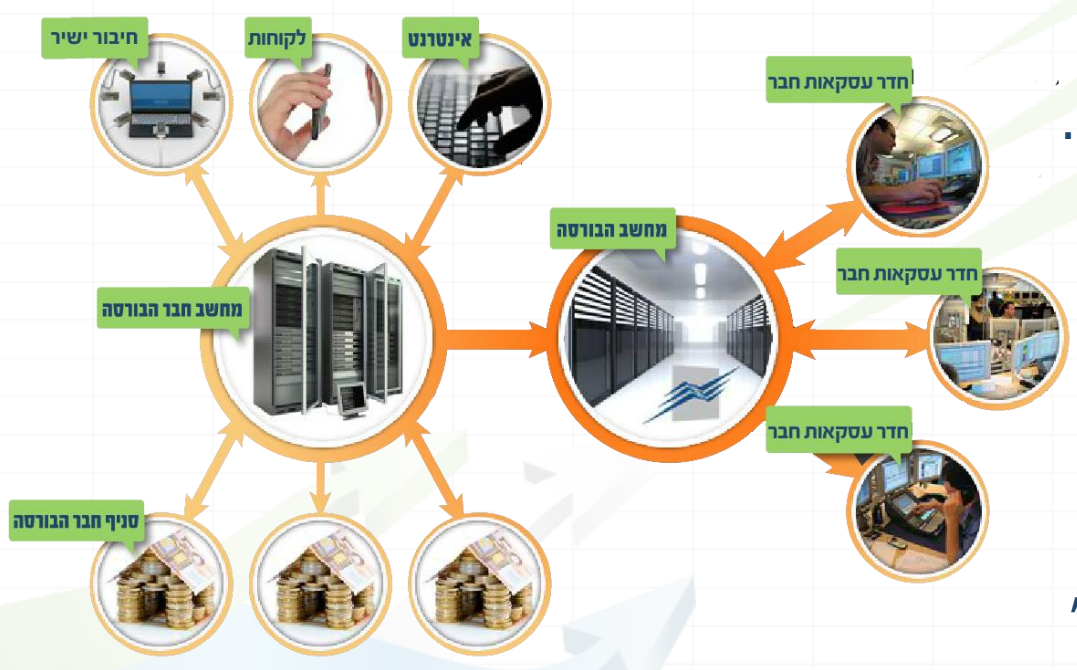 חיבור ישיר
לקוחות
אינטרנט
חדר עסקאות חבר
מחשב הבורסה
חדר עסקאות חבר
מחשב חבר הבורסה
חדר עסקאות חבר
סניף חבר הבורסה